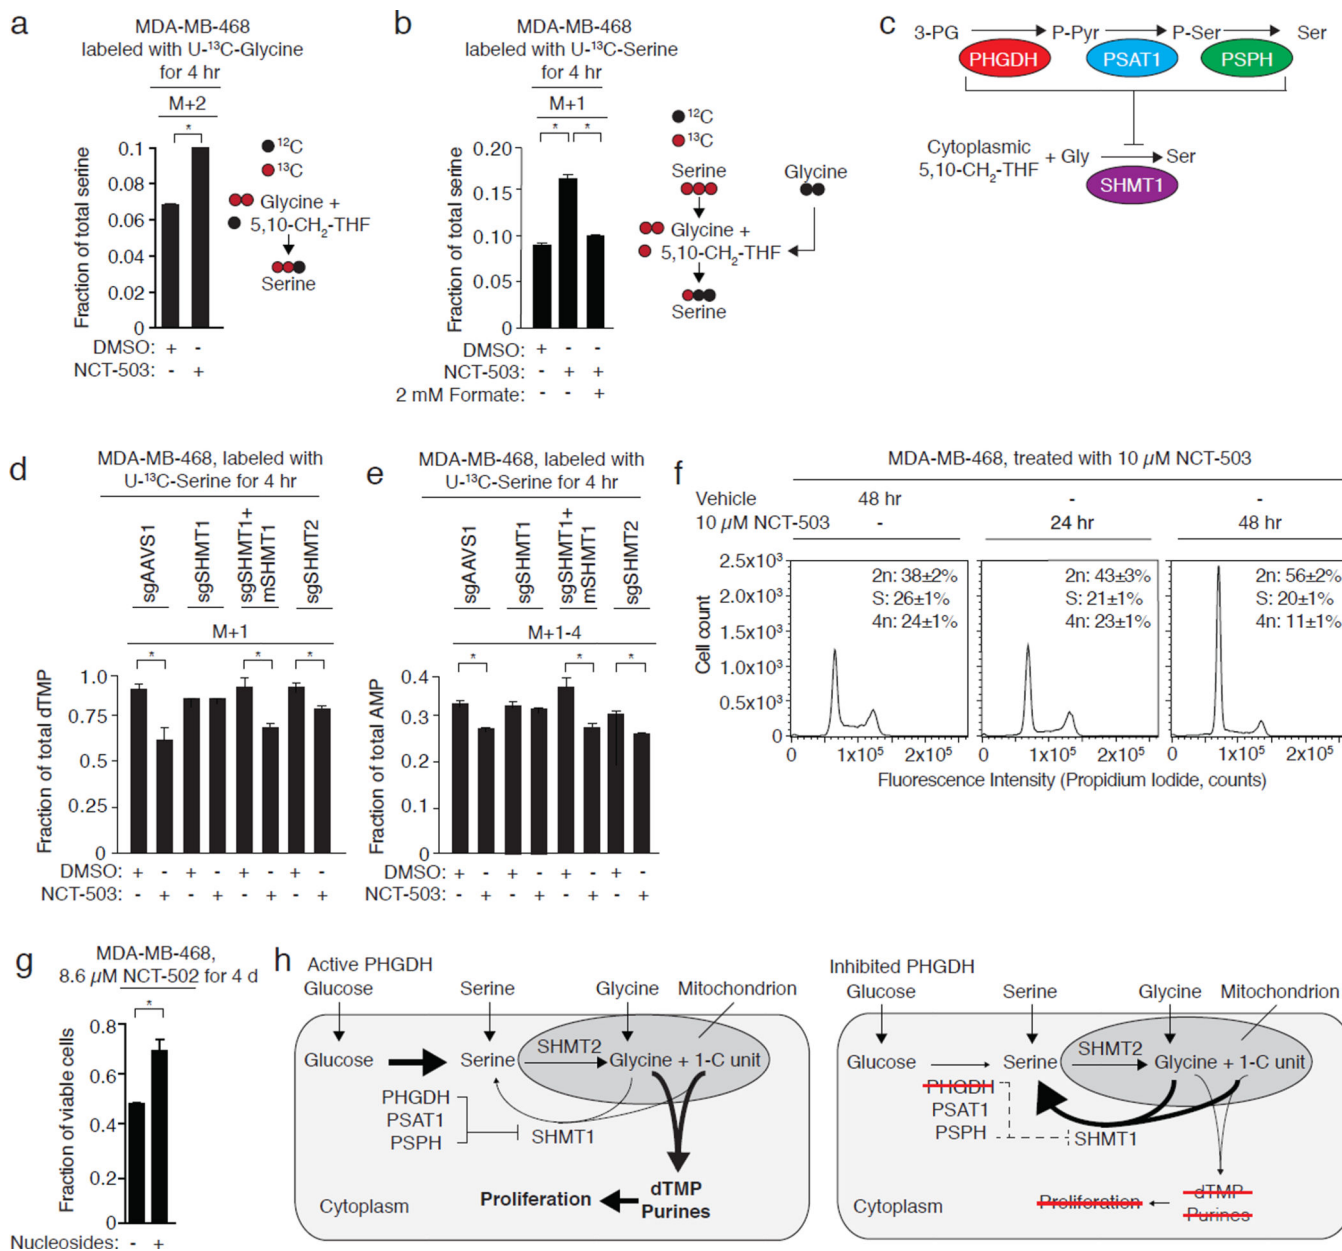 a
MDA-MB-468
labeled with U-¹³C-Glycine
for 4 hr
M+2
*
Fraction of total serine
0.1
0.08
0.06
0.04
0.02
0
DMSO: + -
NCT-503: - +
¹²C
¹³C
Glycine +
5,10-CH₂-THF
Serine
b
MDA-MB-468
labeled with U-¹³C-Serine
for 4 hr
M+1
* *
Fraction of total serine
0.20
0.15
0.10
0.05
0
DMSO: + - -
NCT-503: - + +
2 mM Formate: - - +
¹²C
¹³C
Serine Glycine
Glycine +
5,10-CH₂-THF
Serine
c
3-PG P-Pyr P-Ser Ser
PHGDH PSAT1 PSPH
Cytoplasmic
5,10-CH₂-THF + Gly Ser
SHMT1
d
MDA-MB-468, labeled with
U-¹³C-Serine for 4 hr
sgAAVS1
sgSHMT1
sgSHMT1+
mSHMT1
sgSHMT2
M+1
* * *
Fraction of total dTMP
1.0
0.75
0.5
0.25
0
DMSO: + - + - + - + -
NCT-503: - + - + - + - +
e
MDA-MB-468, labeled with
U-¹³C-Serine for 4 hr
sgAAVS1
sgSHMT1
sgSHMT1+
mSHMT1
sgSHMT2
M+1-4
* * *
Fraction of total AMP
0.4
0.3
0.2
0.1
0
DMSO: + - + - + - + -
NCT-503: - + - + - + - +
f
MDA-MB-468, treated with 10 µM NCT-503
Vehicle 48 hr - -
10 µM NCT-503 - 24 hr 48 hr
Cell count
2.5x10³
2.0x10³
1.5x10³
1.0x10³
0.5x10³
0
2n: 38±2%
S: 26±1%
4n: 24±1%
2n: 43±3%
S: 21±1%
4n: 23±1%
2n: 56±2%
S: 20±1%
4n: 11±1%
0 1x10⁵ 2x10⁵ 0 1x10⁵ 2x10⁵ 0 1x10⁵ 2x10⁵
Fluorescence Intensity (Propidium Iodide, counts)
g
MDA-MB-468,
8.6 µM NCT-502 for 4 d
*
Fraction of viable cells
0.8
0.6
0.4
0.2
0
Nucleosides: - +
h
Active PHGDH
Glucose Serine Glycine Mitochondrion
Glucose Serine SHMT2 Glycine + 1-C unit
PHGDH
PSAT1
PSPH
SHMT1
Proliferation dTMP
Purines
Cytoplasm
Inhibited PHGDH
Glucose Serine Glycine Mitochondrion
Glucose Serine SHMT2 Glycine + 1-C unit
PHGDH
PSAT1
PSPH
SHMT1
Proliferation dTMP
Purines
Cytoplasm